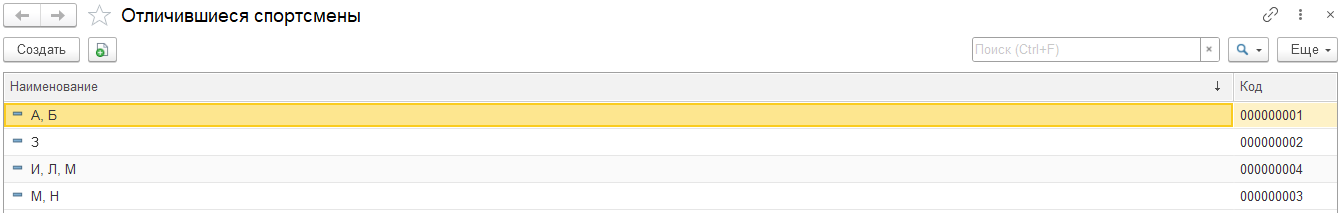 Отличившиеся спортсмены
Создать
Поиск (Ctrl+F)
×
Еще
Наименование ↓ Код
А, Б 000000001
З 000000002
И, Л, М 000000004
М, Н 000000003